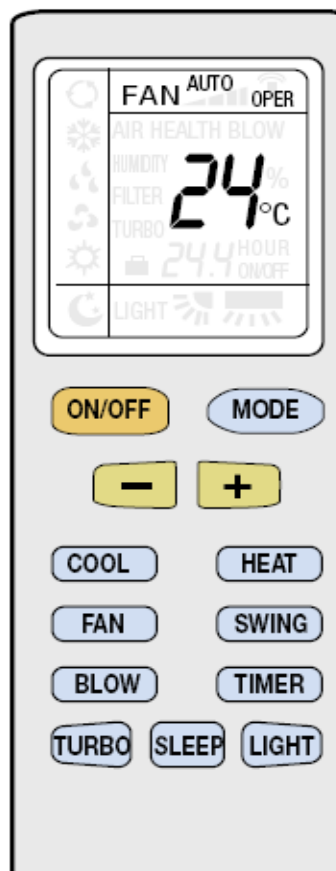 FAN AUTO OPER
AIR HEALTH BLOW
HUMIDITY
24 %
FILTER
°C
TURBO
24.4 HOUR
ON/OFF
LIGHT
ON/OFF MODE
− +
COOL HEAT
FAN SWING
BLOW TIMER
TURBO SLEEP LIGHT